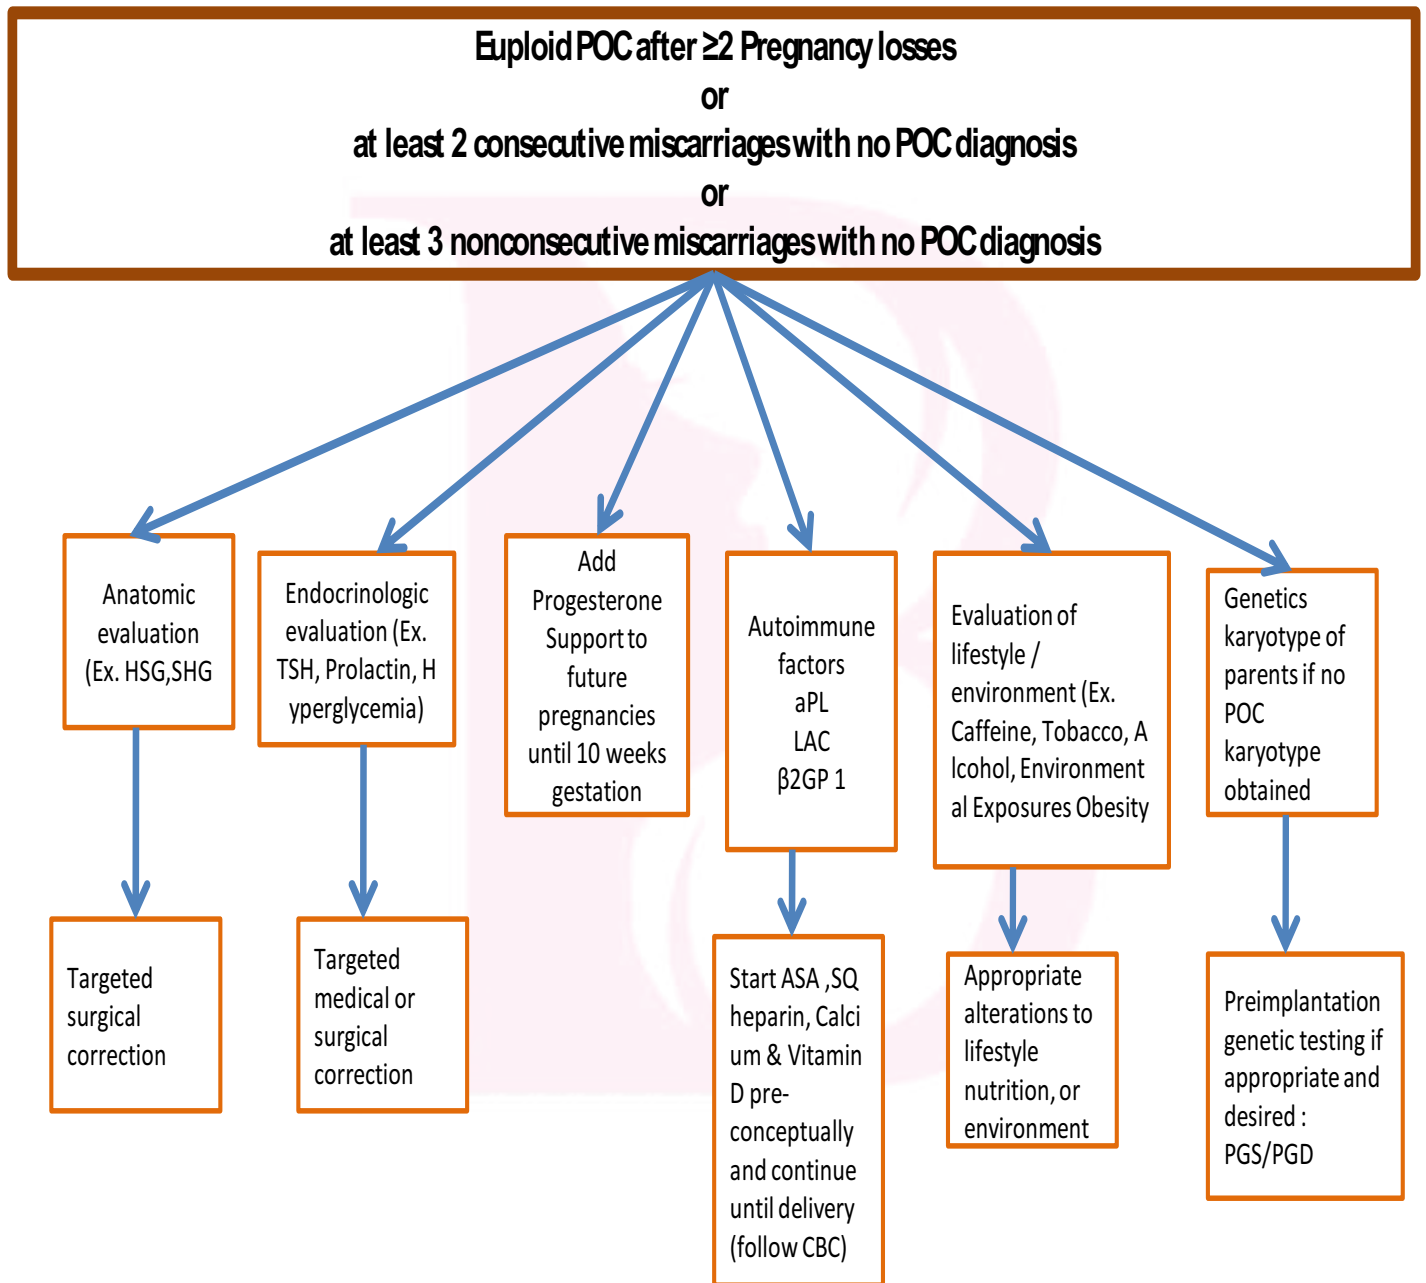 Euploid POC after ≥2 Pregnancy losses
or
at least 2 consecutive miscarriages with no POC diagnosis
or
at least 3 nonconsecutive miscarriages with no POC diagnosis
Anatomic
evaluation
(Ex. HSG,SHG
Endocrinologic
evaluation (Ex.
TSH, Prolactin, H
yperglycemia)
Add
Progesterone
Support to
future
pregnancies
until 10 weeks
gestation
Autoimmune
factors
aPL
LAC
β2GP 1
Evaluation of
lifestyle /
environment (Ex.
Caffeine, Tobacco, A
lcohol, Environment
al Exposures Obesity
Genetics
karyotype of
parents if no
POC
karyotype
obtained
Targeted
surgical
correction
Targeted
medical or
surgical
correction
Start ASA ,SQ
heparin, Calci
um & Vitamin
D pre-
conceptually
and continue
until delivery
(follow CBC)
Appropriate
alterations to
lifestyle
nutrition, or
environment
Preimplantation
genetic testing if
appropriate and
desired :
PGS/PGD